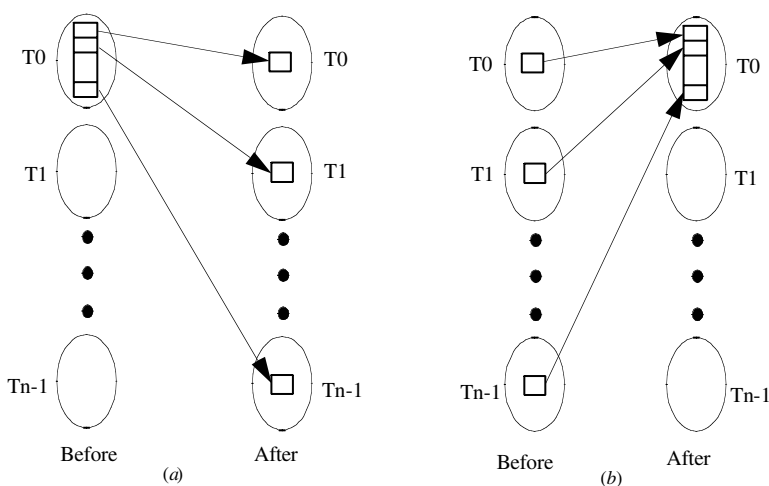 T0
T0
T1
T1
Tn-1
Tn-1
Before
After
(a)
T0
T0
T1
T1
Tn-1
Tn-1
Before
After
(b)